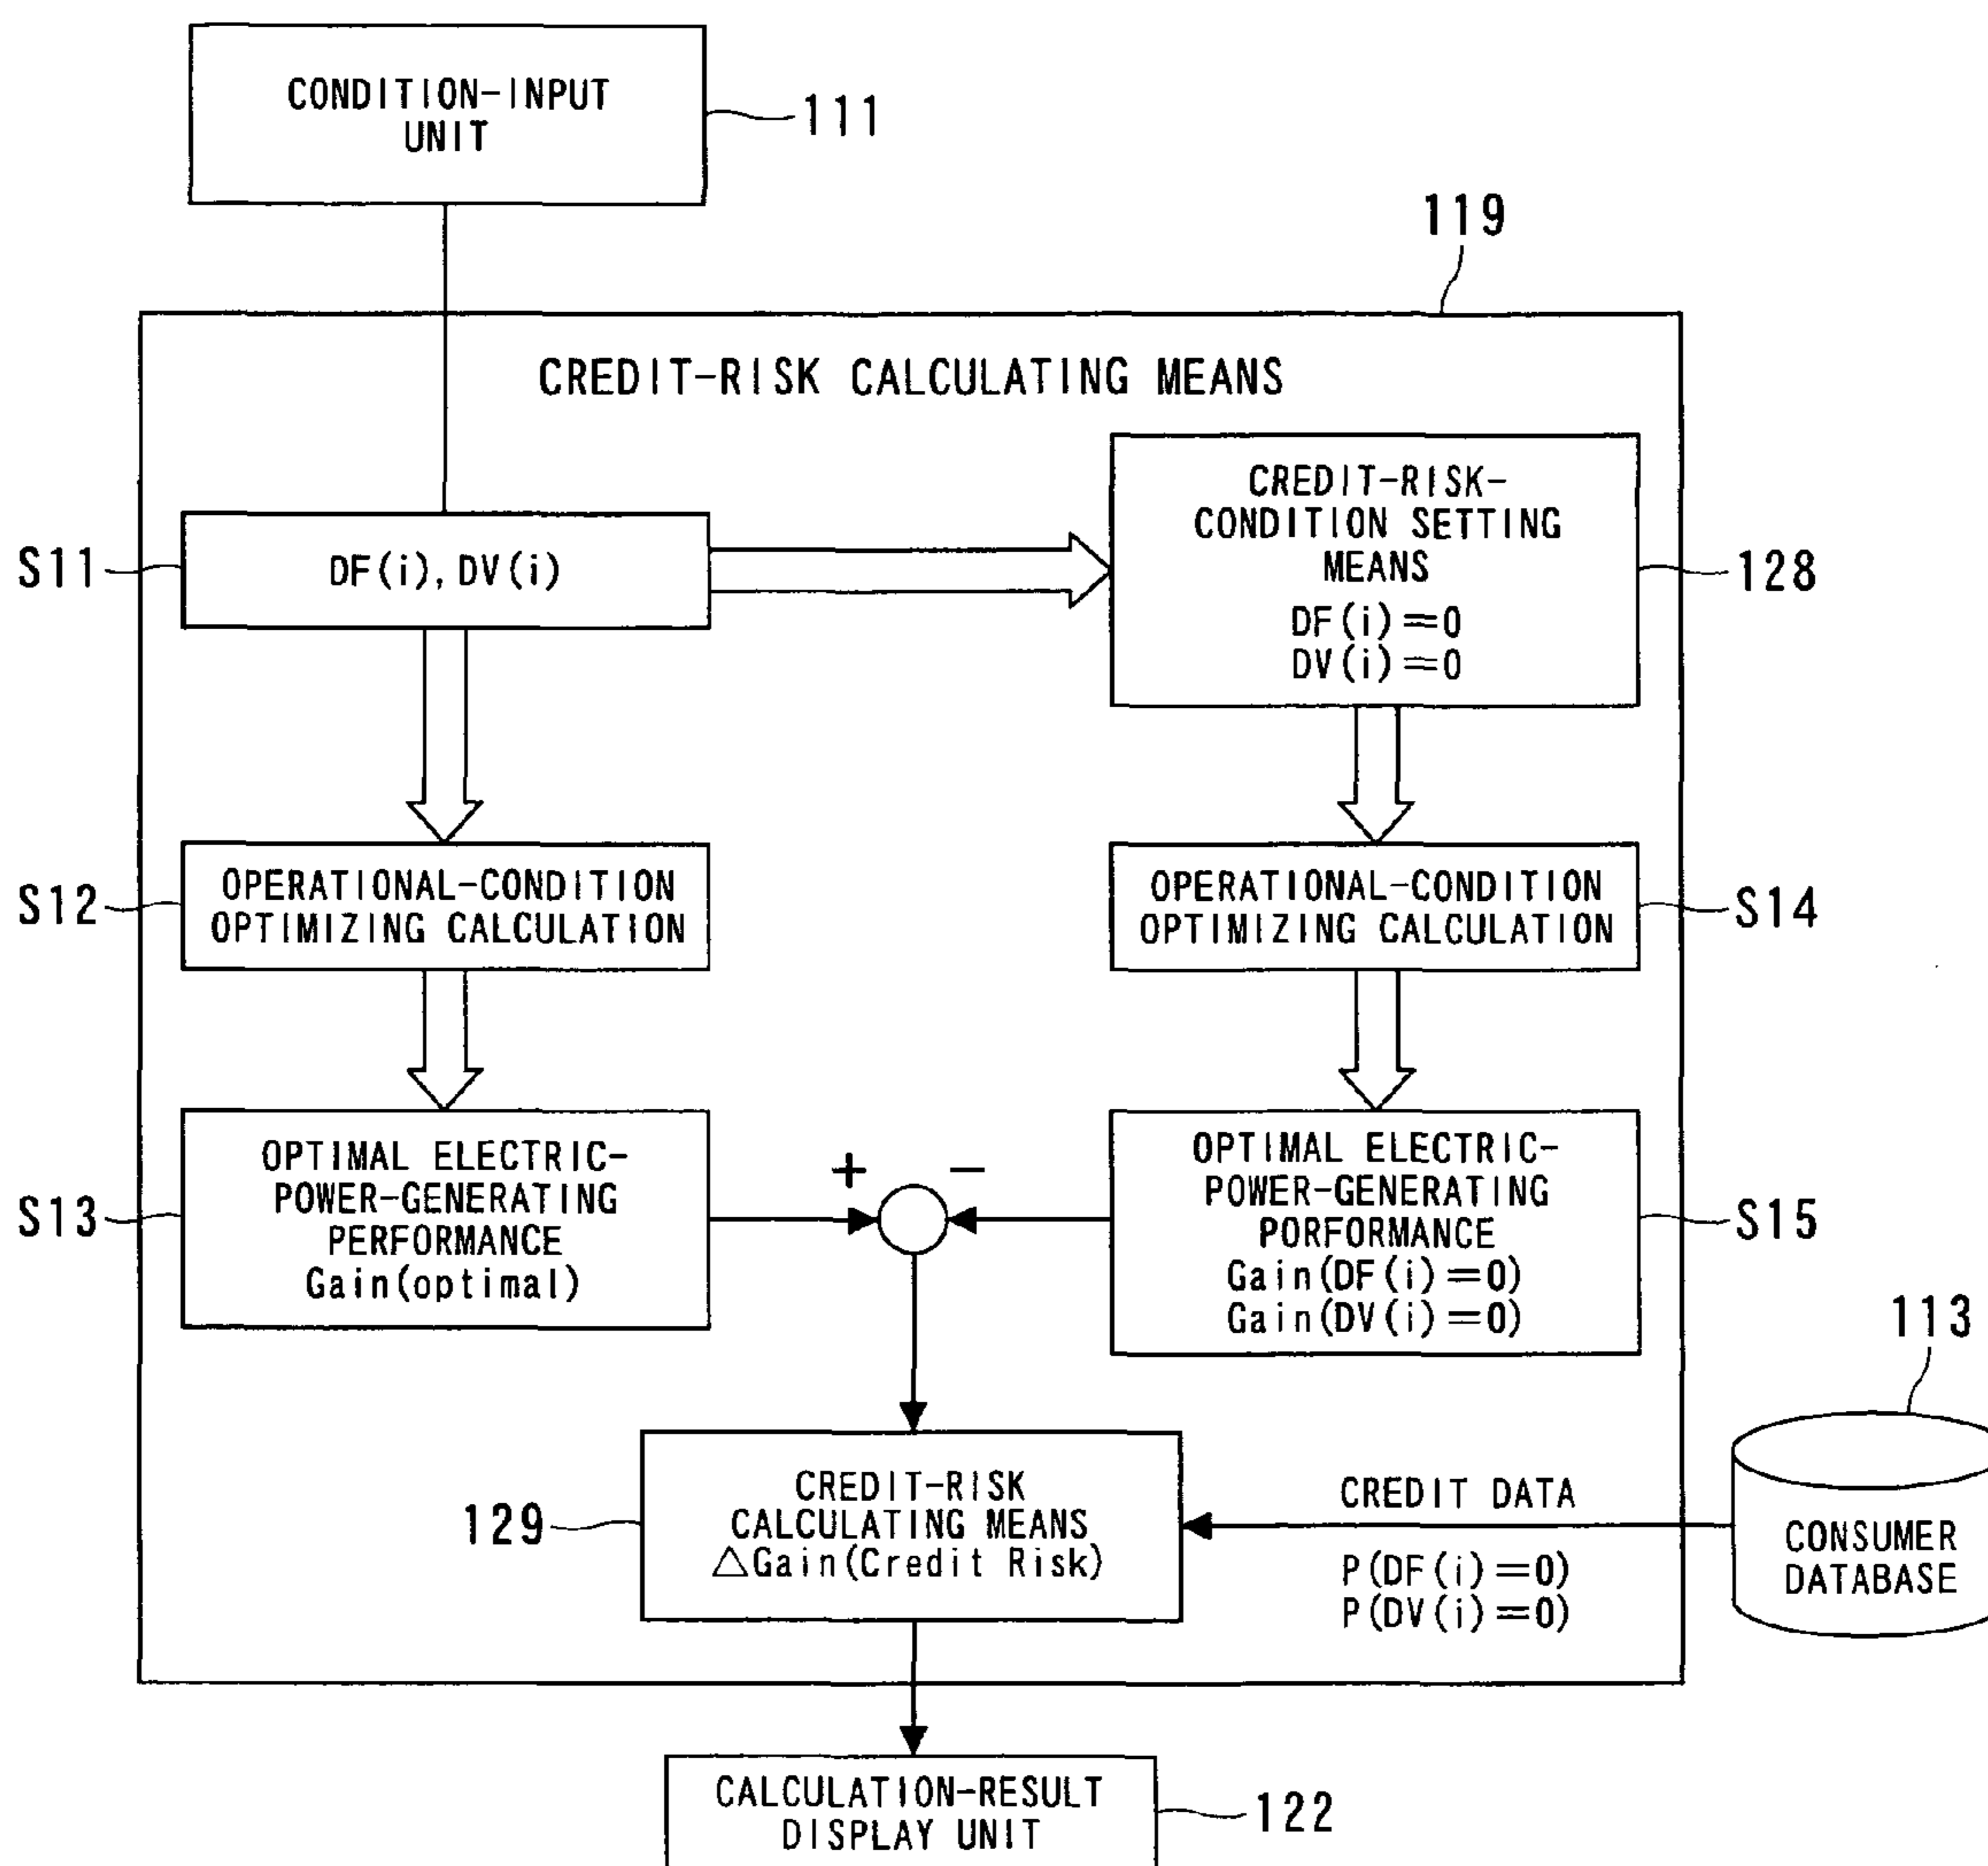 CONDITION-INPUT
UNIT
111
119
CREDIT-RISK CALCULATING MEANS
S11
DF(i), DV(i)
CREDIT-RISK-
CONDITION SETTING
MEANS
DF(i)=0
DV(i)=0
128
S12
OPERATIONAL-CONDITION
OPTIMIZING CALCULATION
OPERATIONAL-CONDITION
OPTIMIZING CALCULATION
S14
S13
OPTIMAL ELECTRIC-
POWER-GENERATING
PERFORMANCE
Gain(optimal)
+
−
OPTIMAL ELECTRIC-
POWER-GENERATING
PORFORMANCE
Gain(DF(i)=0)
Gain(DV(i)=0)
S15
113
129
CREDIT-RISK
CALCULATING MEANS
△Gain(Credit Risk)
CREDIT DATA
P(DF(i)=0)
P(DV(i)=0)
CONSUMER
DATABASE
CALCULATION-RESULT
DISPLAY UNIT
122